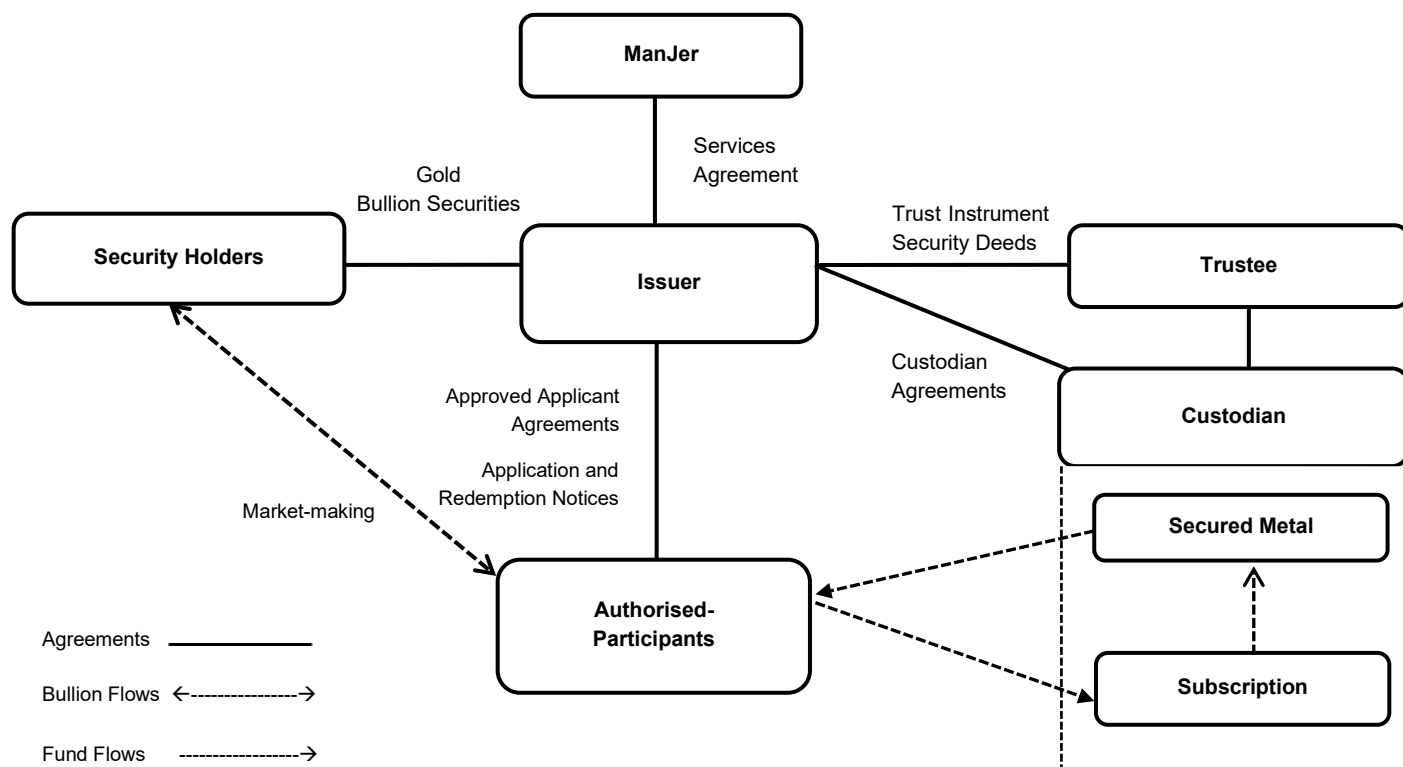 ManJer
Services
Agreement
Gold
Bullion Securities
Trust Instrument
Security Deeds
Security Holders
Issuer
Trustee
Custodian
Agreements
Custodian
Approved Applicant
Agreements
Application and
Redemption Notices
Market-making
Secured Metal
Authorised-
Participants
Subscription
Agreements
Bullion Flows
Fund Flows